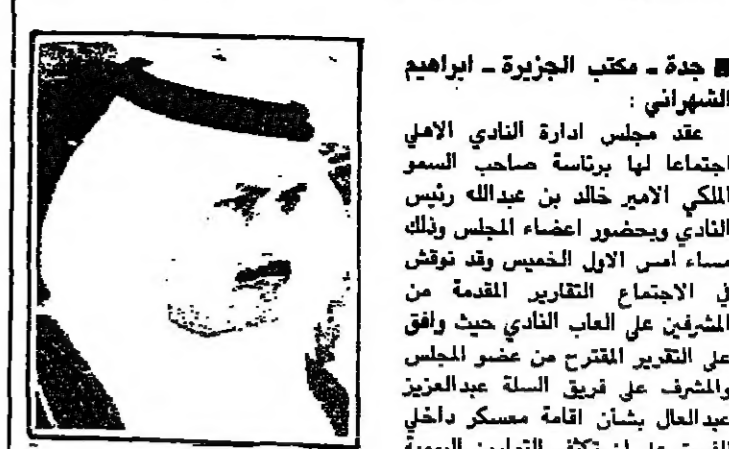 جدة ـ مكتب الجزيرة ـ ابراهيم
الشهراني :
عقد مجلس ادارة النادي الاهلي
اجتماعا لها برئاسة صاحب السمو
الملكي الامير خالد بن عبدالله رئيس
النادي وبحضور اعضاء المجلس وذلك
مساء امس الاول الخميس وقد نوقش
في الاجتماع التقارير المقدمة من
المشرفين على العاب النادي حيث وافق
على التقرير المقترح من عضو المجلس
والمشرف على فريق السلة عبدالعزيز
عبدالعال بشأن اقامة معسكر داخلي